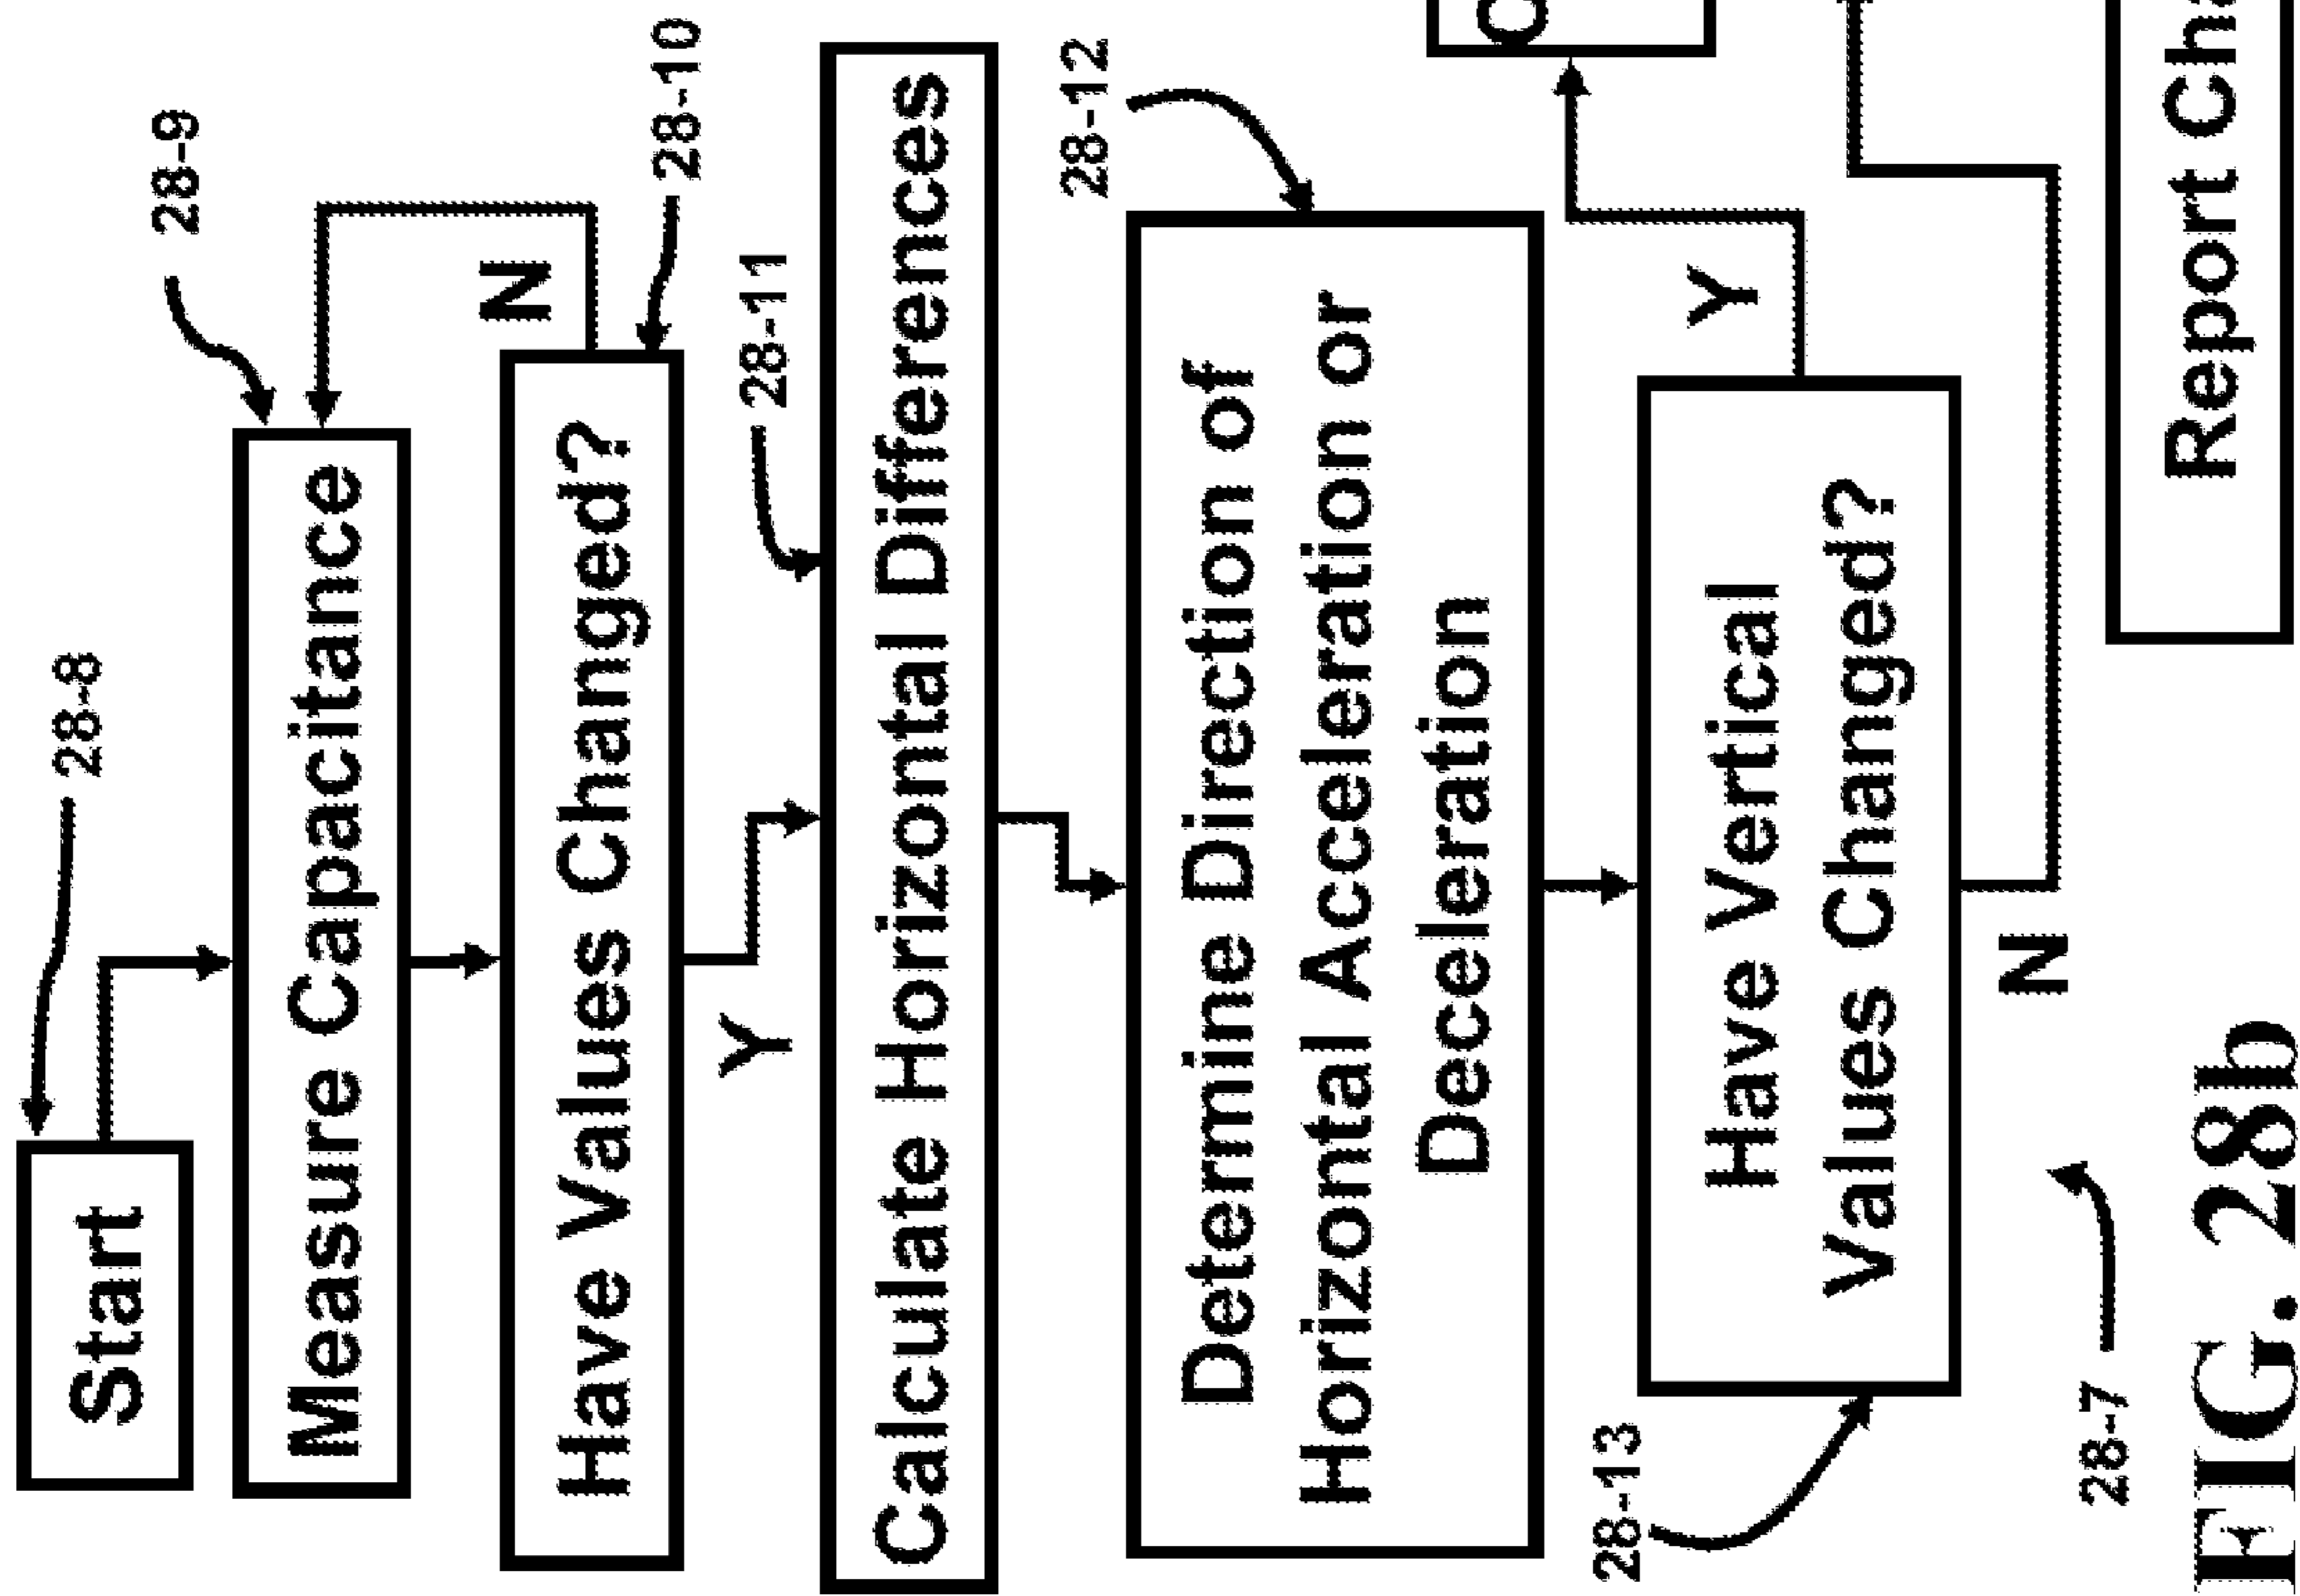 28-8
Start
28-9
Measure Capacitance
N
28-10
Have Values Changed?
Y
28-11
Calculate Horizontal Differences
28-12
Determine Direction of
Horizontal Acceleration or
Deceleration
28-13
Have Vertical
Values Changed?
Y
N
28-7
Report Cha
FIG. 28b